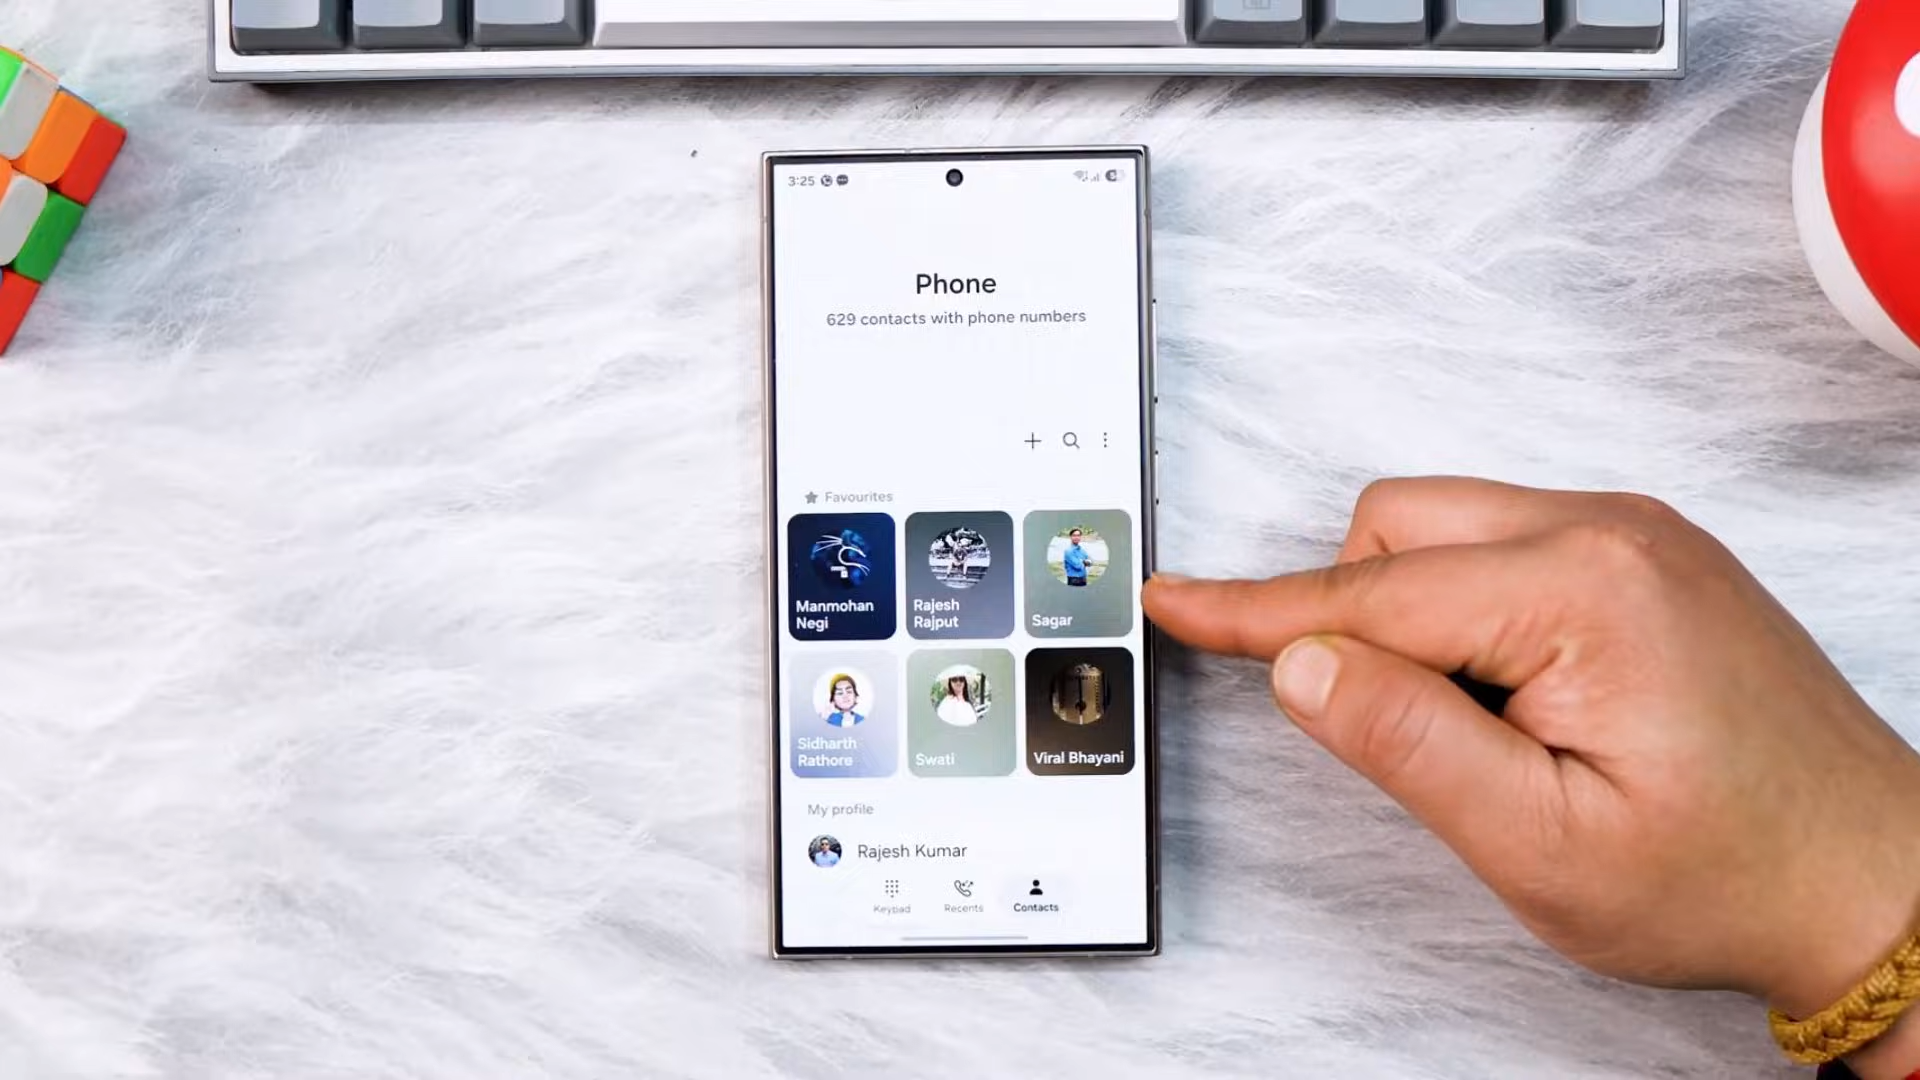 3:25
Phone
629 contacts with phone numbers
Favourites
Manmohan
Negi
Rajesh
Rajput
Sagar
Sidharth
Rathore
Swati
Viral Bhayani
My profile
Rajesh Kumar
Keypad
Recents
Contacts